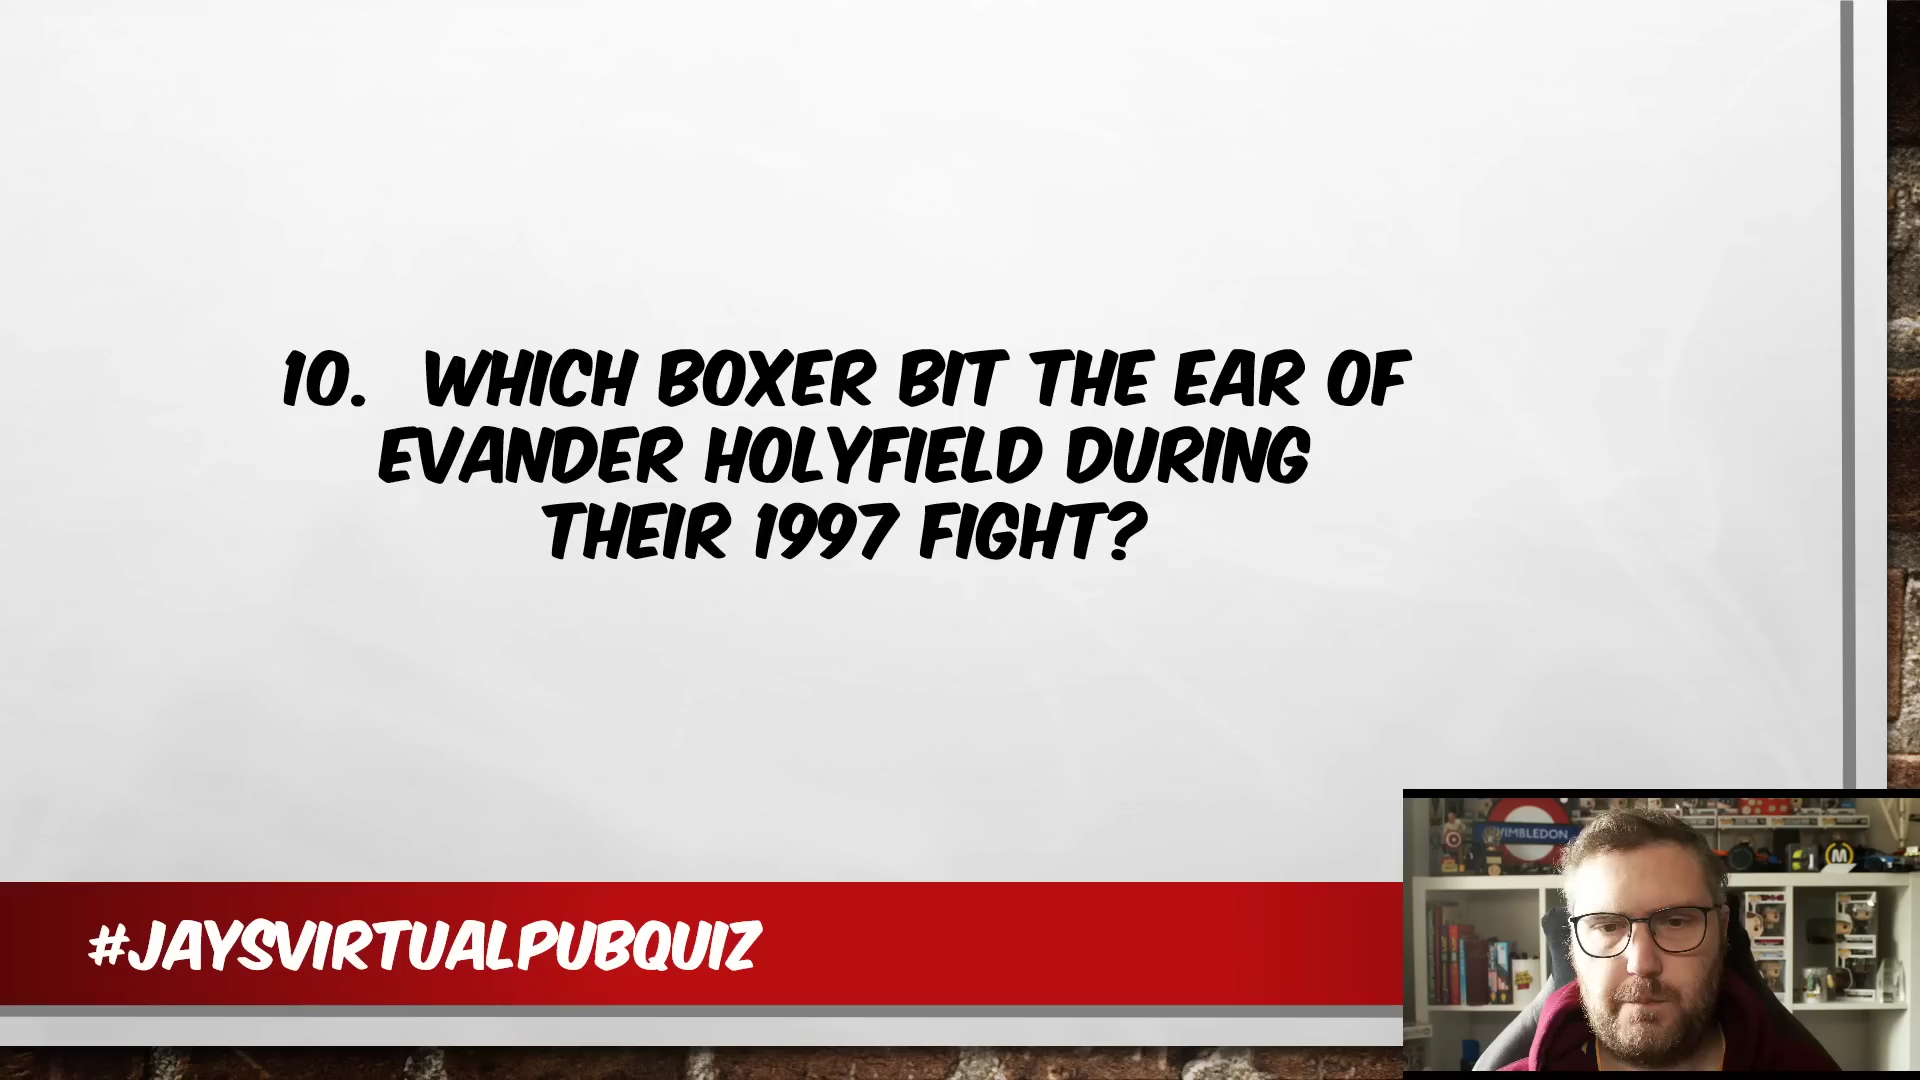 10. WHICH BOXER BIT THE EAR OF
EVANDER HOLYFIELD DURING
THEIR 1997 FIGHT?
#JAYSVIRTUALPUBQUIZ
WIMBLEDON
M